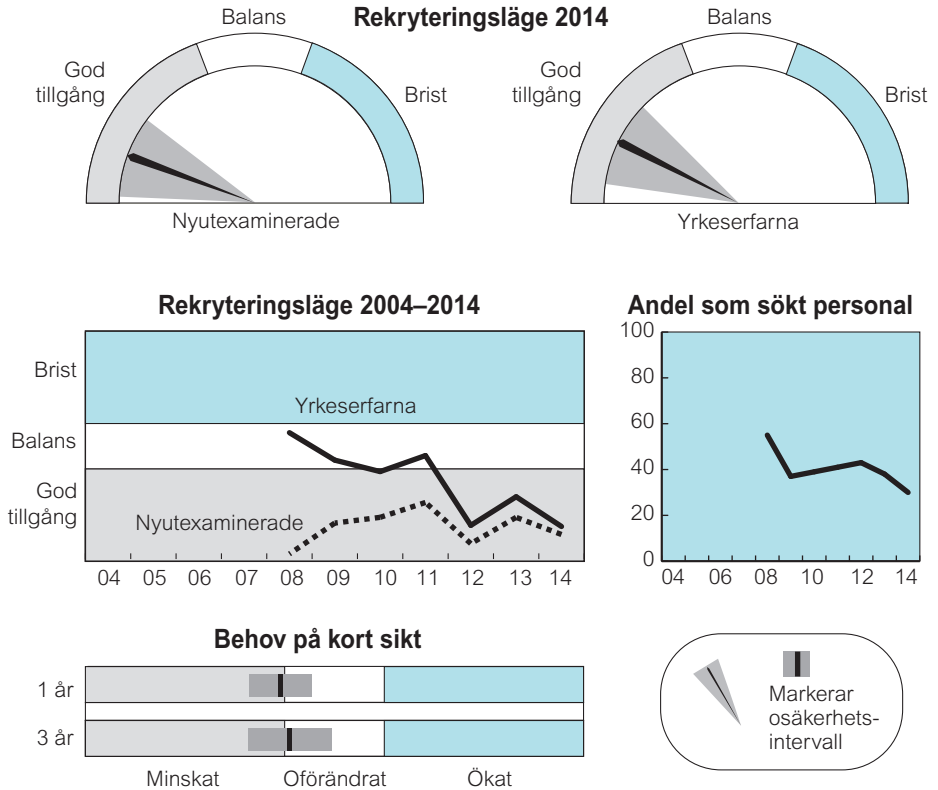 Rekryteringsläge 2014
Balans
God
tillgång
Brist
Nyutexaminerade
Balans
God
tillgång
Brist
Yrkeserfarna
Rekryteringsläge 2004–2014
Brist
Balans
God
tillgång
Yrkeserfarna
Nyutexaminerade
04 05 06 07 08 09 10 11 12 13 14
Andel som sökt personal
100
80
60
40
20
0
04 06 08 10 12 14
Behov på kort sikt
1 år
3 år
Minskat Oförändrat Ökat
Markerar
osäkerhets-
intervall